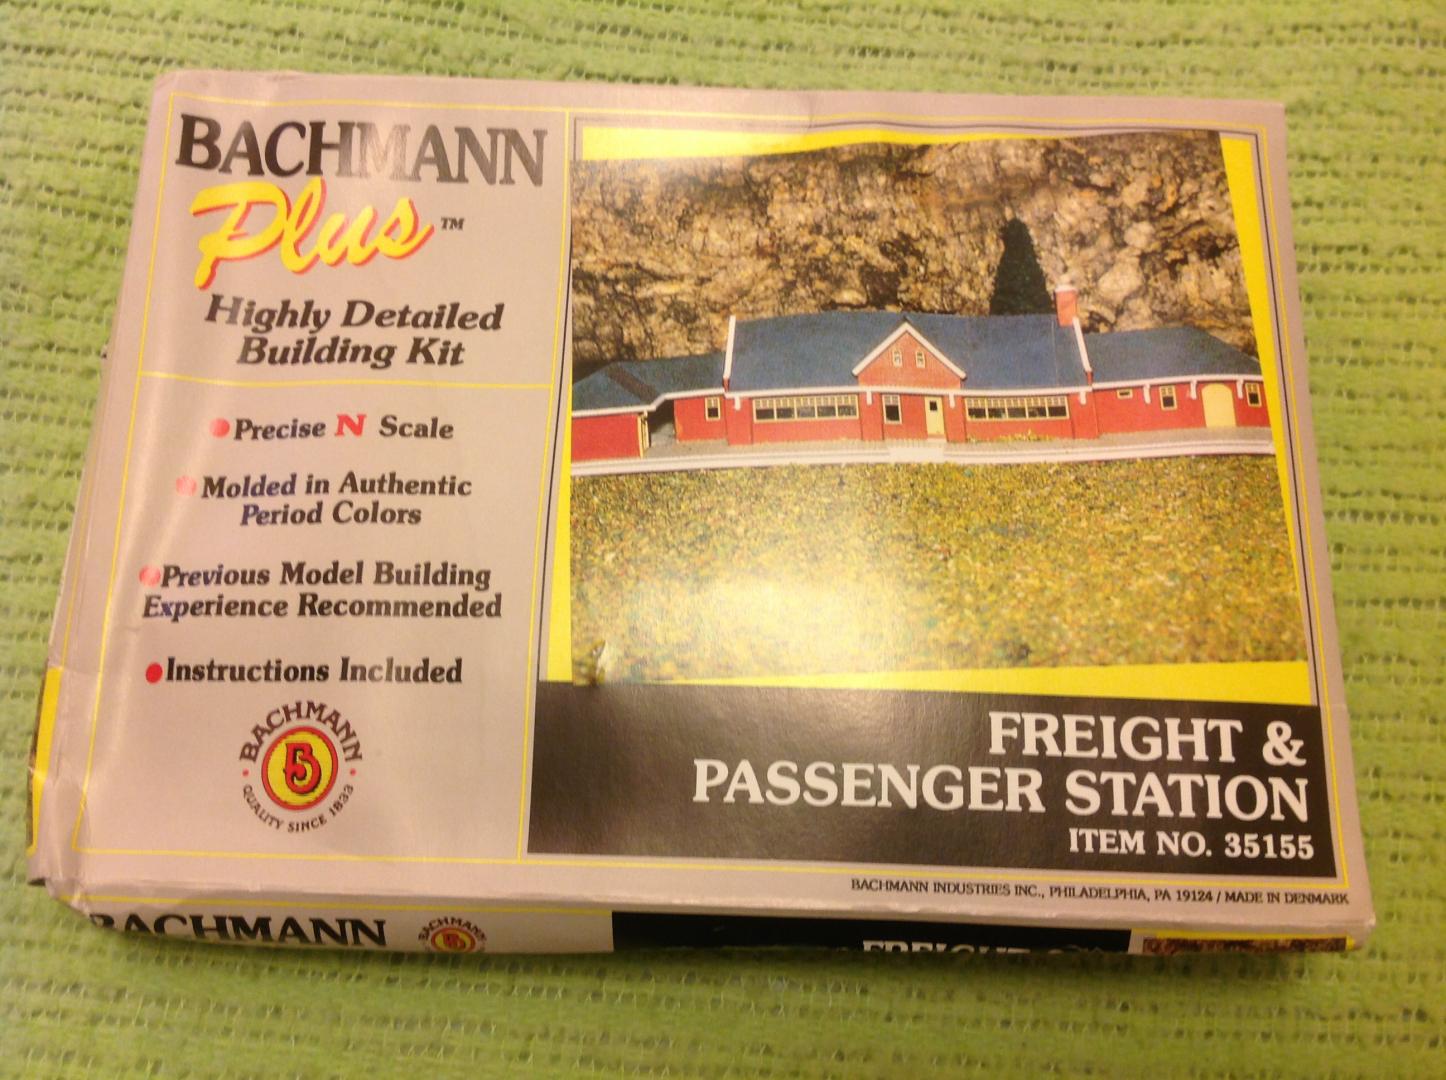 BACHMANN
Plus™
Highly Detailed
Building Kit
Precise N Scale
Molded in Authentic
Period Colors
Previous Model Building
Experience Recommended
Instructions Included
BACHMANN
B
QUALITY SINCE 1833
FREIGHT &
PASSENGER STATION
ITEM NO. 35155
BACHMANN INDUSTRIES INC., PHILADELPHIA, PA 19124 / MADE IN DENMARK
BACHMANN
BACHMANN
B
FREIGHT &